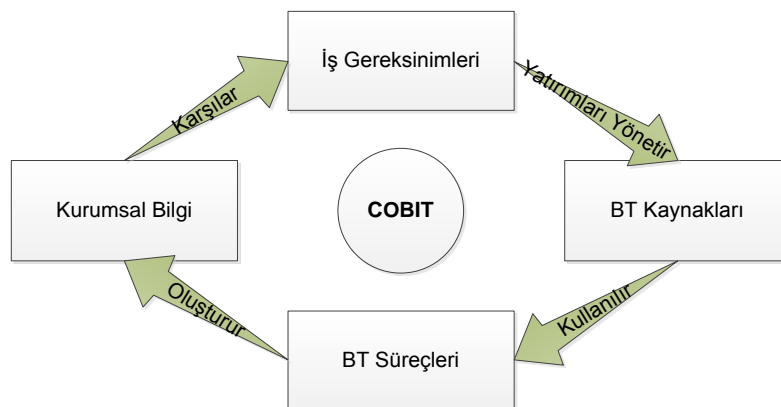 İş Gereksinimleri
Karşılar
Yatırımları Yönetir
Kurumsal Bilgi
COBIT
BT Kaynakları
Oluşturur
Kullanılır
BT Süreçleri